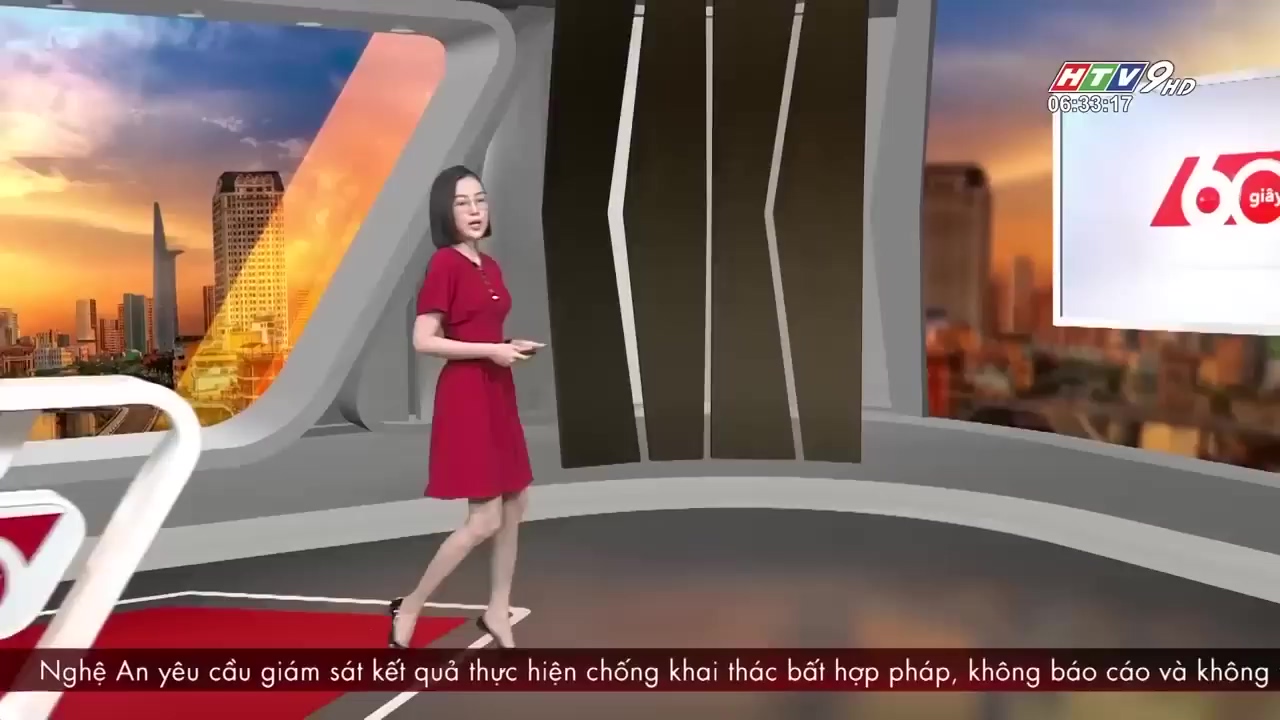 HTV9HD
06:33:17
60
giây
Nghệ An yêu cầu giám sát kết quả thực hiện chống khai thác bất hợp pháp, không báo cáo và không